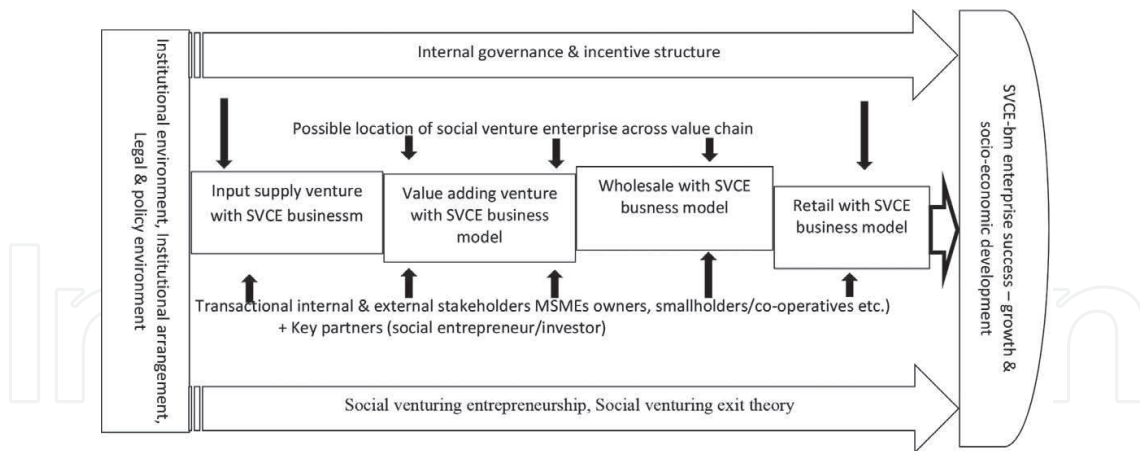 Institutional environment, Institutional arrangement,
Legal & policy environment
Internal governance & incentive structure
Possible location of social venture enterprise across value chain
Input supply venture
with SVCE businessm
Value adding venture
with SVCE business
model
Wholesale with SVCE
busness model
Retail with SVCE
business model
Transactional internal & external stakeholders MSMEs owners, smallholders/co-operatives etc.)
+ Key partners (social entrepreneur/investor)
Social venturing entrepreneurship, Social venturing exit theory
SVCE-bm enterprise success – growth &
socio-economic development